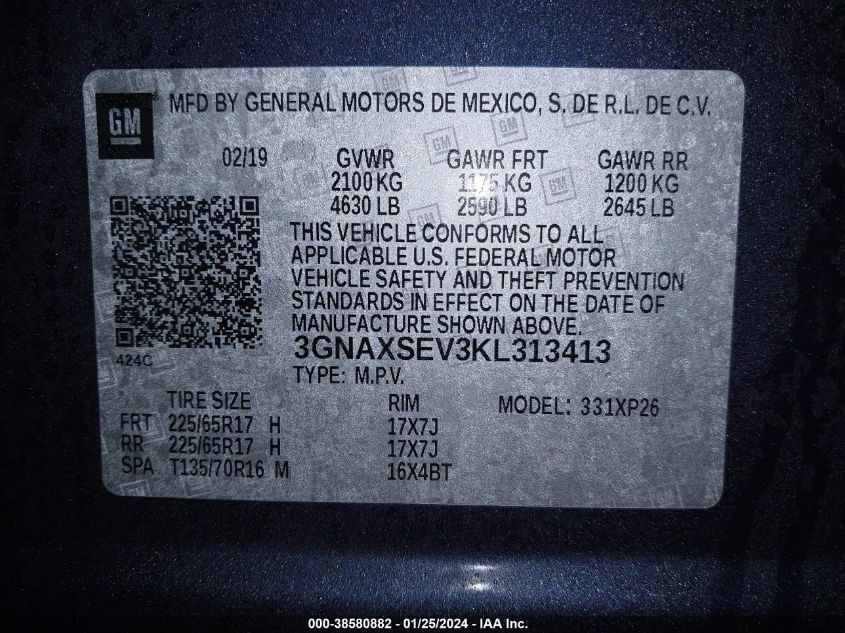 GM
MFD BY GENERAL MOTORS DE MEXICO, S. DE R.L. DE C.V.
02/19 GVWR GAWR FRT GAWR RR
2100 KG 1175 KG 1200 KG
4630 LB 2590 LB 2645 LB
THIS VEHICLE CONFORMS TO ALL
APPLICABLE U.S. FEDERAL MOTOR
VEHICLE SAFETY AND THEFT PREVENTION
STANDARDS IN EFFECT ON THE DATE OF
MANUFACTURE SHOWN ABOVE.
424C 3GNAXSEV3KL313413
TYPE: M.P.V.
TIRE SIZE RIM MODEL: 331XP26
FRT 225/65R17 H 17X7J
RR 225/65R17 H 17X7J
SPA T135/70R16 M 16X4BT
000-38580882 - 01/25/2024 - IAA Inc.